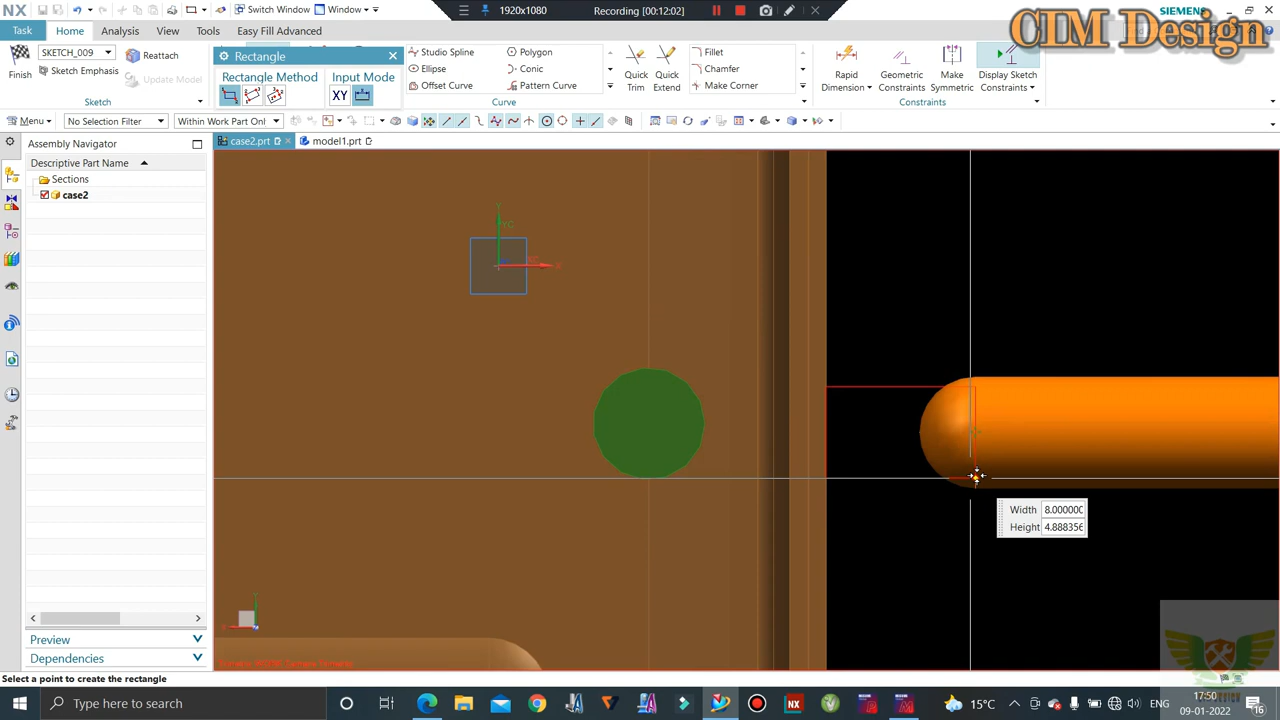 NX
Switch Window
Window
1920x1080
Recording [00:12:02]
SIEMENS
CIM Design
Task
Home
Analysis
View
Tools
Easy Fill Advanced
SKETCH_009
Reattach
Sketch Emphasis
Update Model
Finish
Sketch
Rectangle
Rectangle Method
Input Mode
XY
Studio Spline
Polygon
Ellipse
Conic
Offset Curve
Pattern Curve
Curve
Quick Trim
Quick Extend
Fillet
Chamfer
Make Corner
Rapid Dimension
Geometric Constraints
Make Symmetric
Display Sketch Constraints
Constraints
Menu
No Selection Filter
Within Work Part Only
Assembly Navigator
case2.prt
model1.prt
Descriptive Part Name
Sections
case2
Y
YC
Width 8.000000
Height 4.888356
Y
Preview
Dependencies
Select a point to create the rectangle
Type here to search
15°C
ENG
17:50
09-01-2022
16